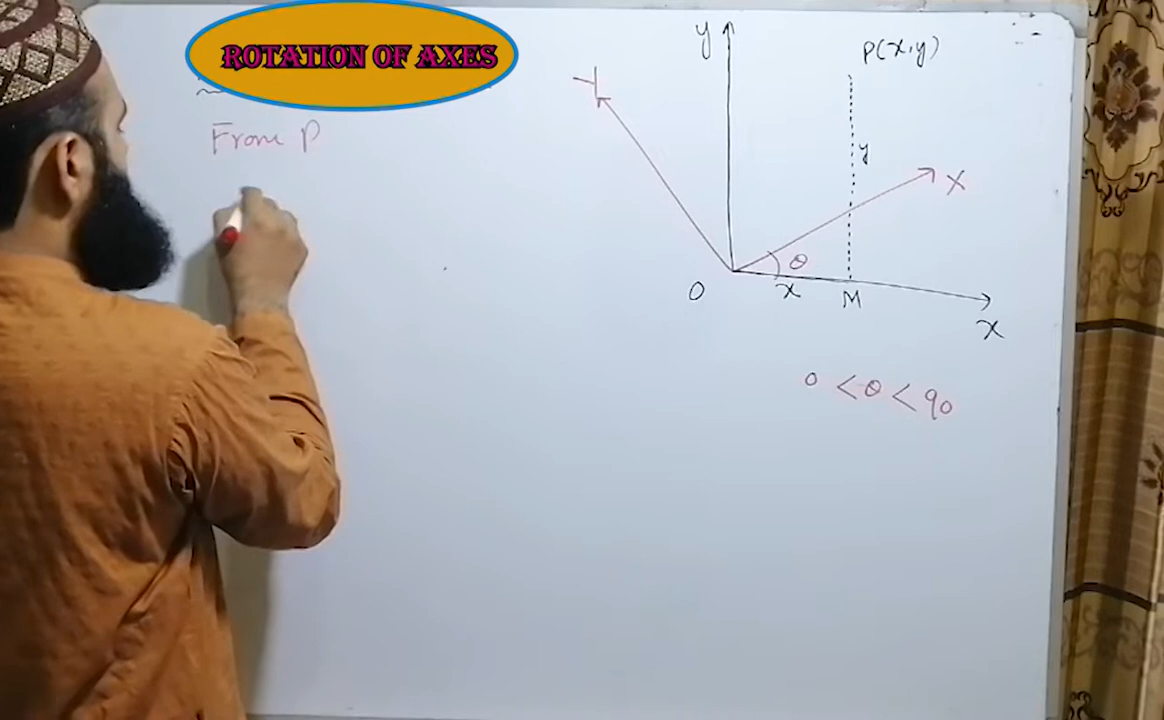 ROTATION OF AXES
From P
y
P(x,y)
Y
y
X
θ
O
x
M
x
0 < θ < 90